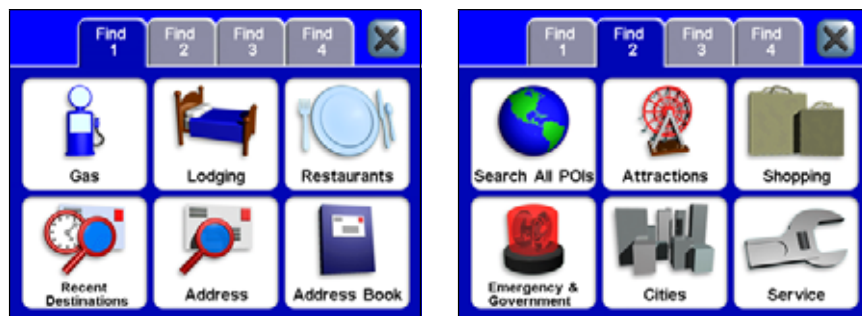 Find
1
Find
2
Find
3
Find
4
Gas
Lodging
Restaurants
Recent
Destinations
Address
Address Book
Find
1
Find
2
Find
3
Find
4
Search All POIs
Attractions
Shopping
Emergency &
Government
Cities
Service